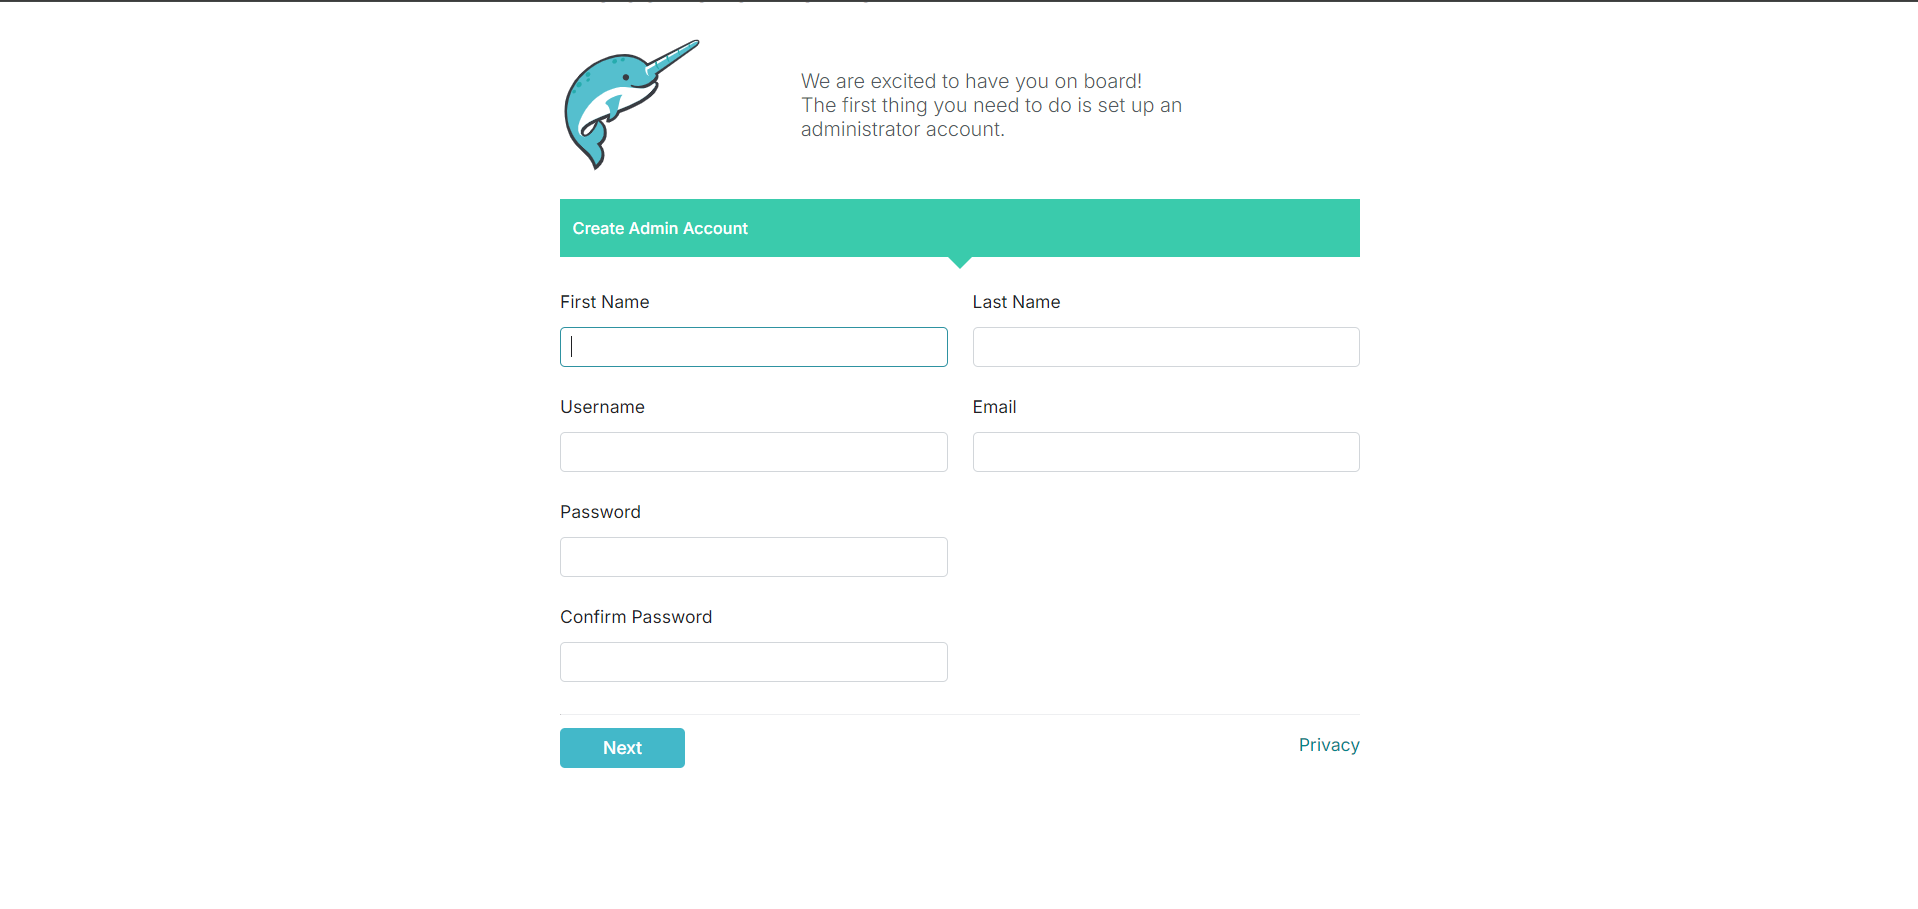 We are excited to have you on board!
The first thing you need to do is set up an
administrator account.
Create Admin Account
First Name
Last Name
Username
Email
Password
Confirm Password
Next
Privacy